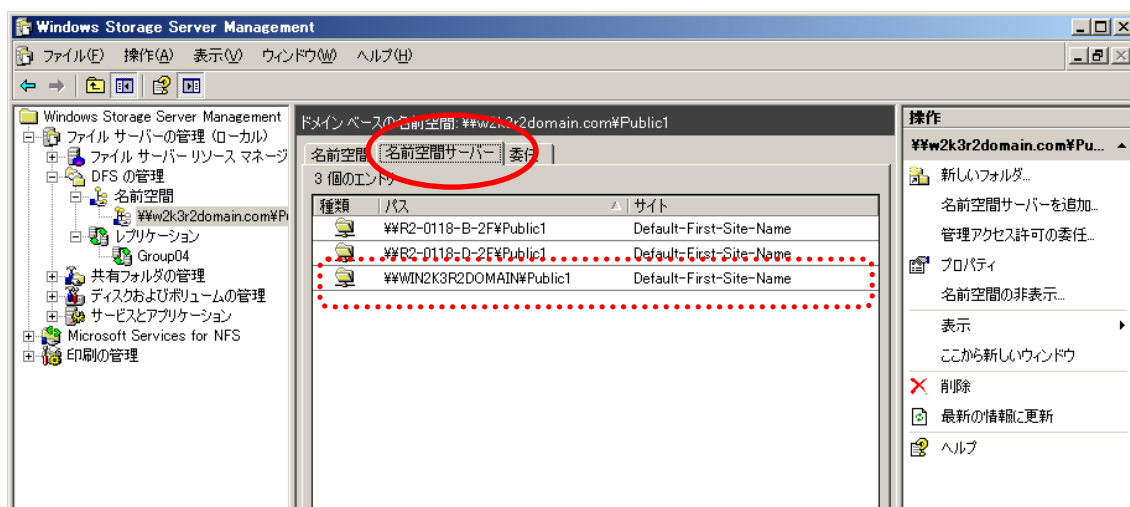 Windows Storage Server Management
ファイル(F) 操作(A) 表示(V) ウィンドウ(W) ヘルプ(H)
Windows Storage Server Management
ファイル サーバーの管理 (ローカル)
ファイル サーバー リソース マネージ
DFS の管理
名前空間
¥¥w2k3r2domain.com¥P
レプリケーション
Group04
共有フォルダの管理
ディスクおよびボリュームの管理
サービスとアプリケーション
Microsoft Services for NFS
印刷の管理
ドメイン ベースの名前空間: ¥¥w2k3r2domain.com¥Public1
名前空間 名前空間サーバー 委任
3 個のエントリ
種類 パス サイト
¥¥R2-0118-B-2F¥Public1 Default-First-Site-Name
¥¥R2-0118-D-2F¥Public1 Default-First-Site-Name
¥¥WIN2K3R2DOMAIN¥Public1 Default-First-Site-Name
操作
¥¥w2k3r2domain.com¥Pu...
新しいフォルダ...
名前空間サーバーを追加...
管理アクセス許可の委任...
プロパティ
名前空間の非表示...
表示
ここから新しいウィンドウ
削除
最新の情報に更新
ヘルプ